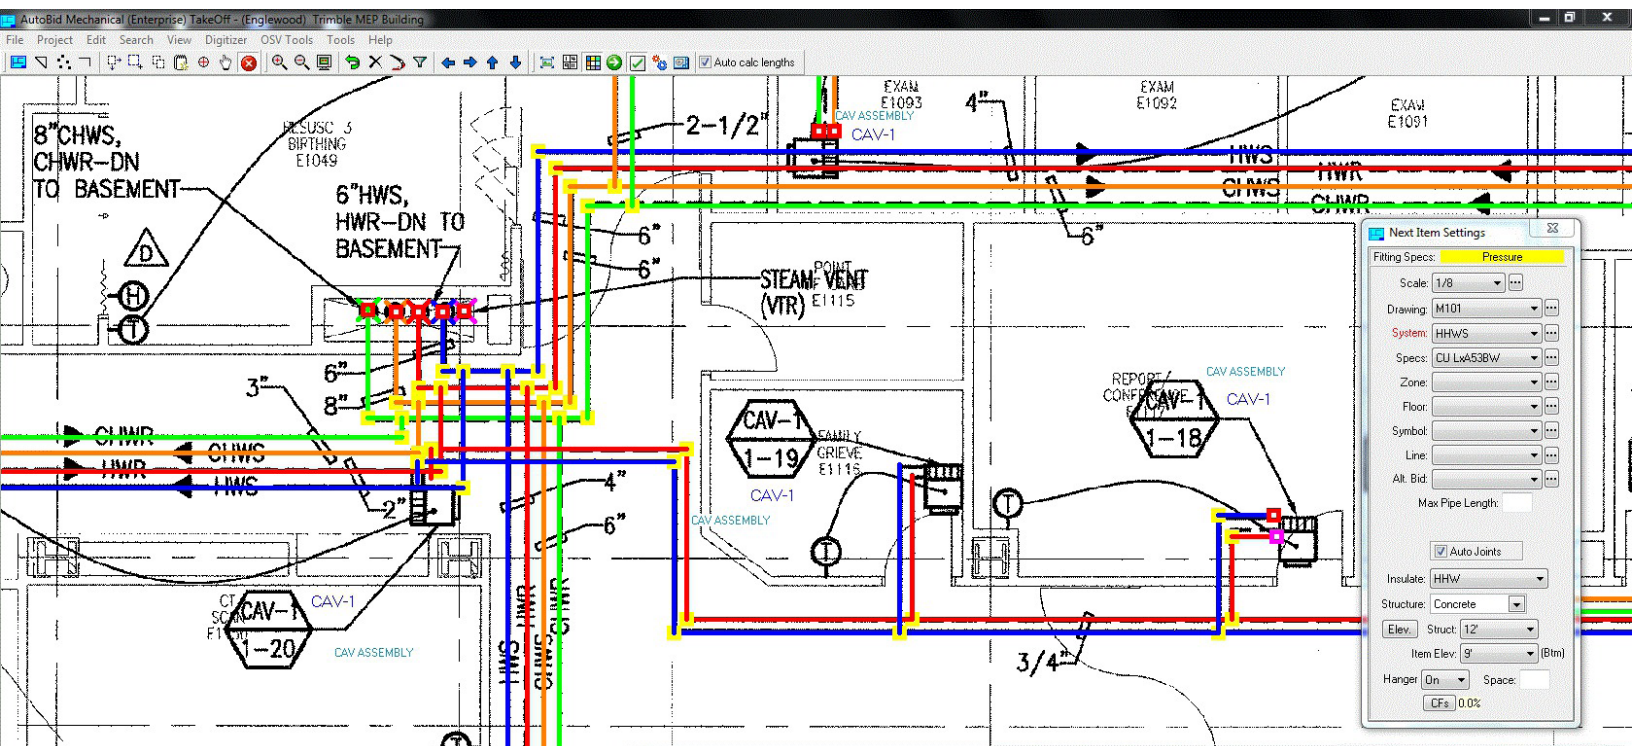 AutoBid Mechanical (Enterprise) TakeOff - (Englewood) Trimble MEP Building
File Project Edit Search View Digitizer OSV Tools Tools Help
Auto calc lengths
8"CHWS,
CHWR-DN
TO BASEMENT
BIRTHING
E1049
6"HWS,
HWR-DN TO
BASEMENT
D
H
T
2-1/2"
EXAM
E1093
CAV ASSEMBLY
CAV-1
4"
EXAM
E1092
EXAM
E1091
HWS
HWR
CHWS
CHWR
6"
6"
6"
STEAM VENT
(VTR)
POINT
E1115
6"
8"
3"
CHWR
CHWS
HWR
HWS
2"
4"
6"
CAV-1
1-19
FAMILY
GRIEVE
E1116
CAV-1
CAV ASSEMBLY
T
T
REPORT/
CAV ASSEMBLY
CAV-1
1-18
CAV-1
CT
CAV-1
1-20
CAV-1
CAV ASSEMBLY
HWS
HWR
CHWS
CHWR
3/4"
T
Next Item Settings
Fitting Specs: Pressure
Scale: 1/8
Drawing: M101
System: HHWS
Specs: CU LxA53BW
Zone:
Floor:
Symbol:
Line:
Alt. Bid:
Max Pipe Length:
Auto Joints
Insulate: HHW
Structure: Concrete
Elev. Struct: 12'
Item Elev: 9' (Btm)
Hanger On Space:
CFs 0.0%